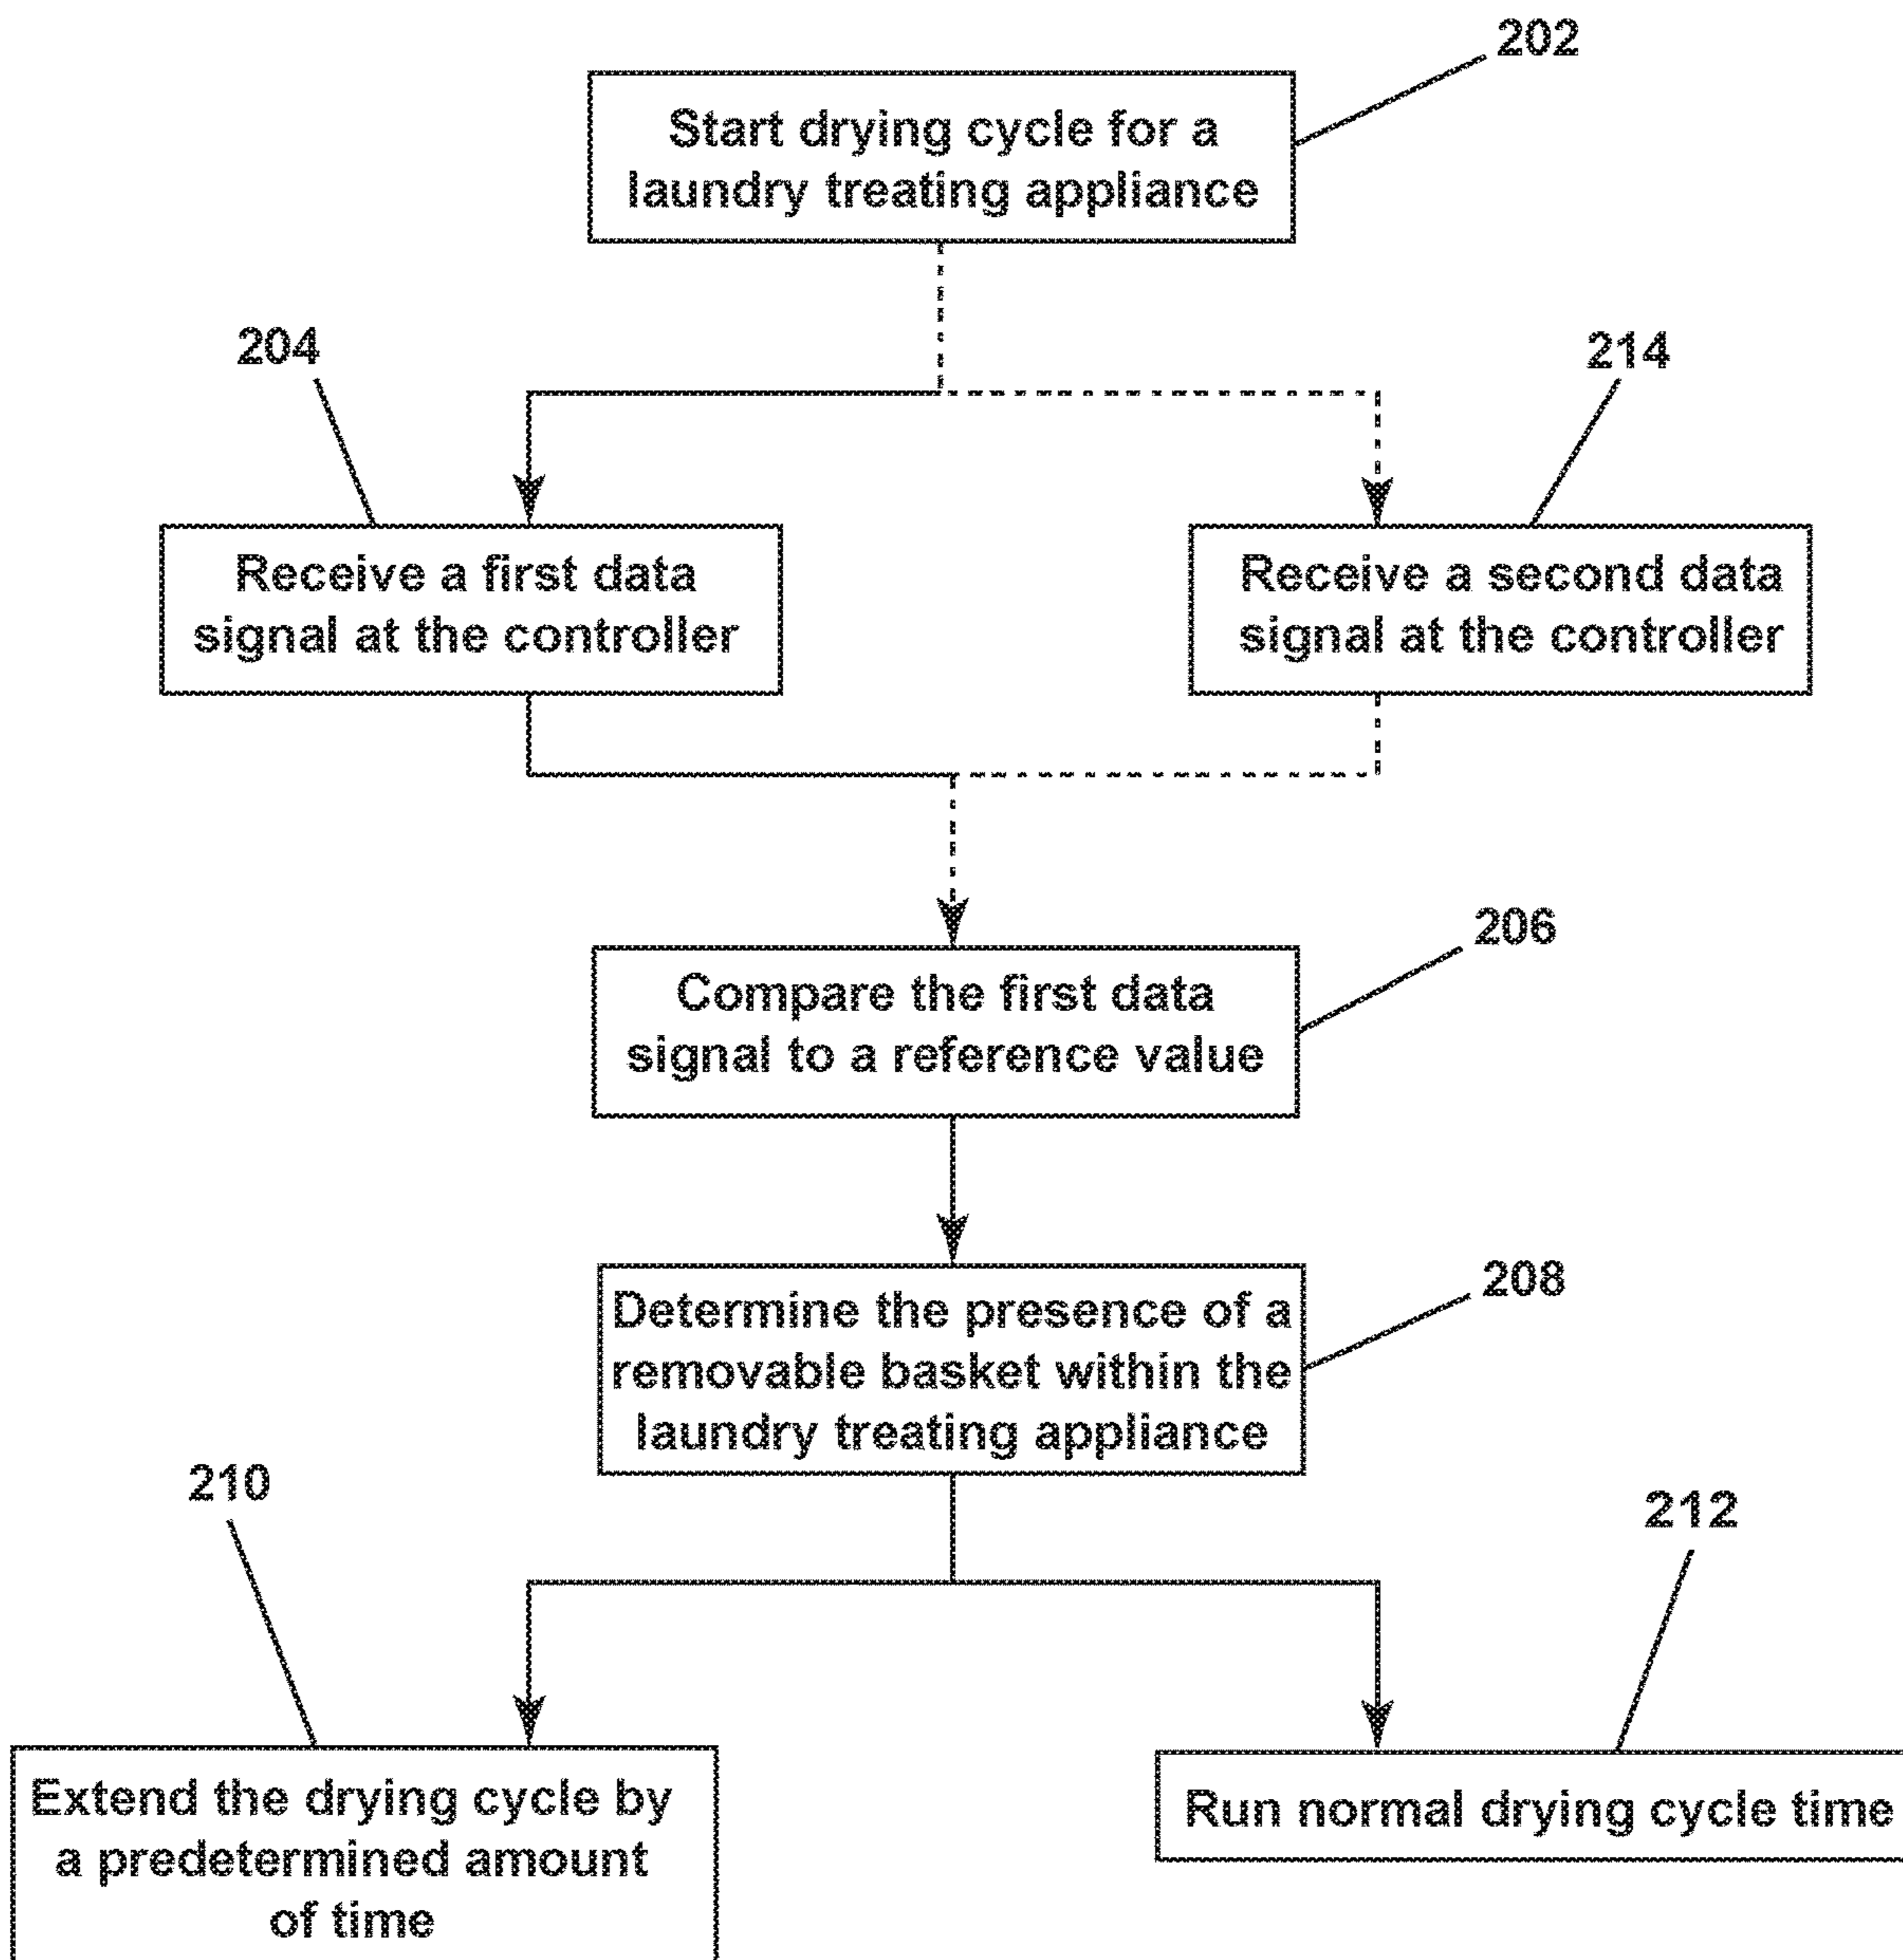 202
Start drying cycle for a
laundry treating appliance
204
214
Receive a first data
signal at the controller
Receive a second data
signal at the controller
206
Compare the first data
signal to a reference value
208
Determine the presence of a
removable basket within the
laundry treating appliance
210
212
Extend the drying cycle by
a predetermined amount
of time
Run normal drying cycle time